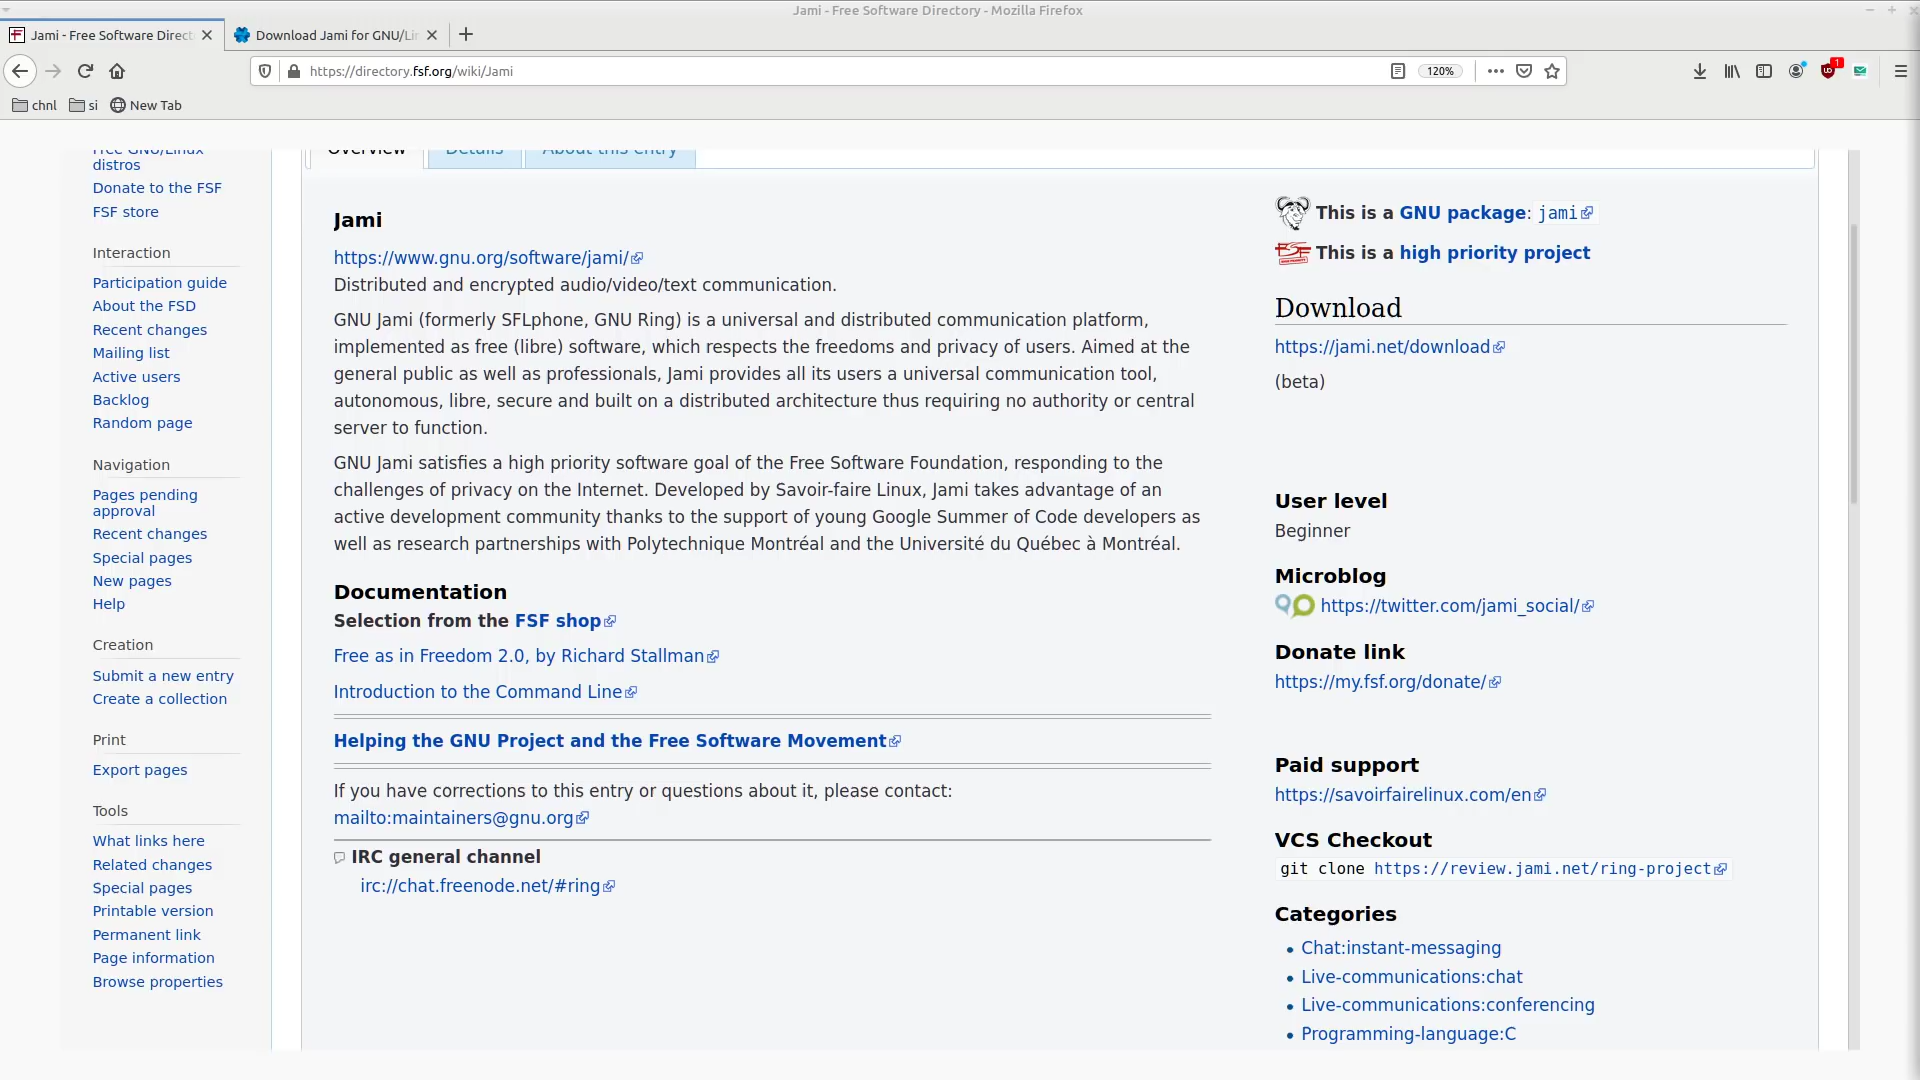 Jami - Free Software Directory - Mozilla Firefox
Jami - Free Software Direct
Download Jami for GNU/Lin
https://directory.fsf.org/wiki/Jami
120%
1
chnl
si
New Tab
Free GNU/Linux
distros
Donate to the FSF
FSF store
Interaction
Participation guide
About the FSD
Recent changes
Mailing list
Active users
Backlog
Random page
Navigation
Pages pending
approval
Recent changes
Special pages
New pages
Help
Creation
Submit a new entry
Create a collection
Print
Export pages
Tools
What links here
Related changes
Special pages
Printable version
Permanent link
Page information
Browse properties
Overview
Details
About this entry
Jami
https://www.gnu.org/software/jami/
Distributed and encrypted audio/video/text communication.
GNU Jami (formerly SFLphone, GNU Ring) is a universal and distributed communication platform,
implemented as free (libre) software, which respects the freedoms and privacy of users. Aimed at the
general public as well as professionals, Jami provides all its users a universal communication tool,
autonomous, libre, secure and built on a distributed architecture thus requiring no authority or central
server to function.
GNU Jami satisfies a high priority software goal of the Free Software Foundation, responding to the
challenges of privacy on the Internet. Developed by Savoir-faire Linux, Jami takes advantage of an
active development community thanks to the support of young Google Summer of Code developers as
well as research partnerships with Polytechnique Montréal and the Université du Québec à Montréal.
Documentation
Selection from the FSF shop
Free as in Freedom 2.0, by Richard Stallman
Introduction to the Command Line
Helping the GNU Project and the Free Software Movement
If you have corrections to this entry or questions about it, please contact:
mailto:maintainers@gnu.org
IRC general channel
irc://chat.freenode.net/#ring
This is a GNU package: jami
This is a high priority project
Download
https://jami.net/download
(beta)
User level
Beginner
Microblog
https://twitter.com/jami_social/
Donate link
https://my.fsf.org/donate/
Paid support
https://savoirfairelinux.com/en
VCS Checkout
git clone https://review.jami.net/ring-project
Categories
Chat:instant-messaging
Live-communications:chat
Live-communications:conferencing
Programming-language:C